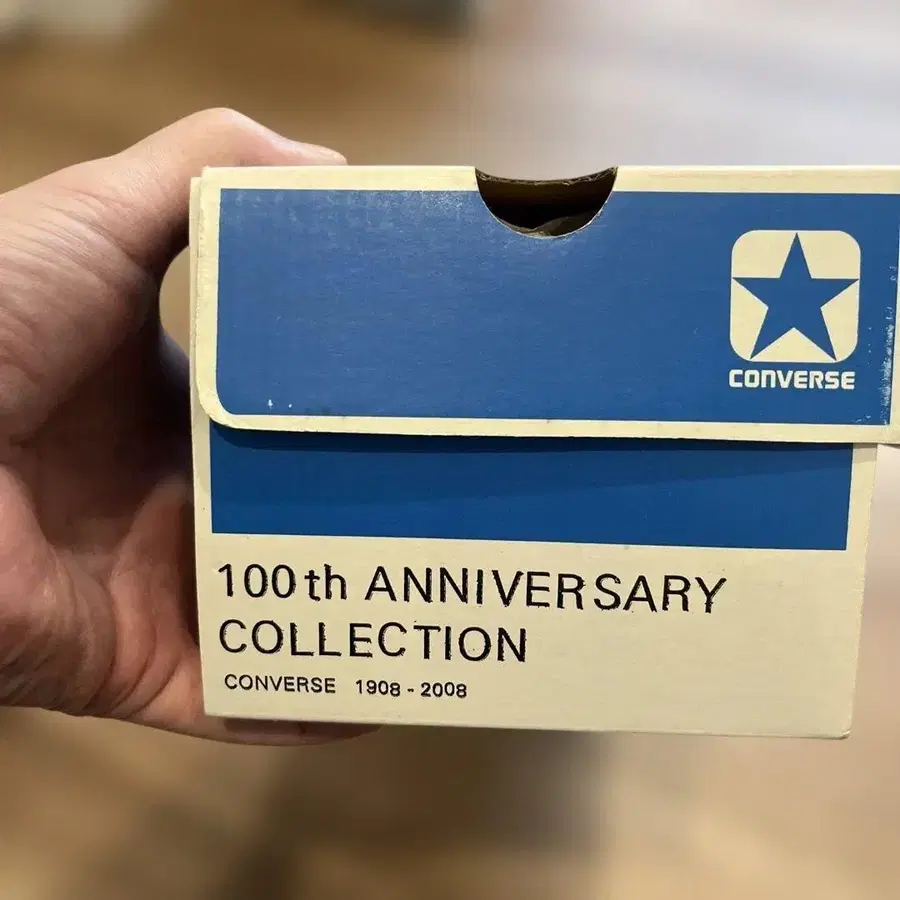 CONVERSE
100th ANNIVERSARY
COLLECTION
CONVERSE 1908 - 2008